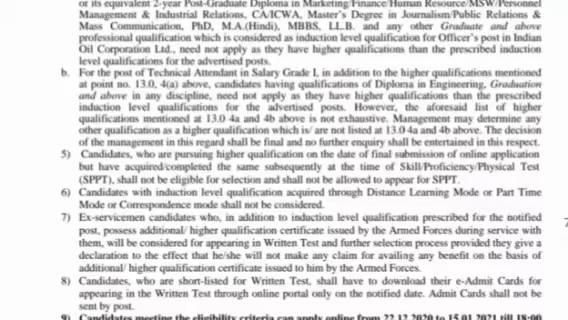 or its equivalent 2-year Post-Graduate Diploma in Marketing/Finance/Human Resource/MSW/Personnel
Management & Industrial Relations, CA/ICWA, Master's Degree in Journalism/Public Relations &
Mass Communication, PhD, M.A.(Hindi), MBBS, LL.B. and any other Graduate and above
professional qualification which is considered as induction level qualification for Officer's post in Indian
Oil Corporation Ltd., need not apply as they have higher qualifications than the prescribed induction
level qualifications for the advertised posts.
b. For the post of Technical Attendant in Salary Grade I, in addition to the higher qualifications mentioned
at point no. 13.0, 4(a) above, candidates having qualifications of Diploma in Engineering, Graduation
and above in any discipline, need not apply as they have higher qualifications than the prescribed
induction level qualifications for the advertised posts. However, the aforesaid list of higher
qualifications mentioned at 13.0 4a and 4b above is not exhaustive. Management may determine any
other qualification as a higher qualification which is/ are not listed at 13.0 4a and 4b above. The decision
of the management in this regard shall be final and no further enquiry shall be entertained in this respect.
5) Candidates, who are pursuing higher qualification on the date of final submission of online application
but have acquired/completed the same subsequently at the time of Skill/Proficiency/Physical Test
(SPPT), shall not be eligible for selection and shall not be allowed to appear for SPPT.
6) Candidates with induction level qualification acquired through Distance Learning Mode or Part Time
Mode or Correspondence mode shall not be considered.
7) Ex-servicemen candidates who, in addition to induction level qualification prescribed for the notified
post, possess additional/ higher qualification certificate issued by the Armed Forces during service with
them, will be considered for appearing in Written Test and further selection process provided they give a
declaration to the effect that he/she will not make any claim for availing any benefit on the basis of
additional/ higher qualification certificate issued to him by the Armed Forces.
8) Candidates, who are short-listed for Written Test, shall have to download their e-Admit Cards for
appearing in the Written Test through online portal only on the notified date. Admit Cards shall not be
sent by post.
9) Candidates meeting the eligibility criteria can apply online from 22.12.2020 to 15.01.2021 till 18:00